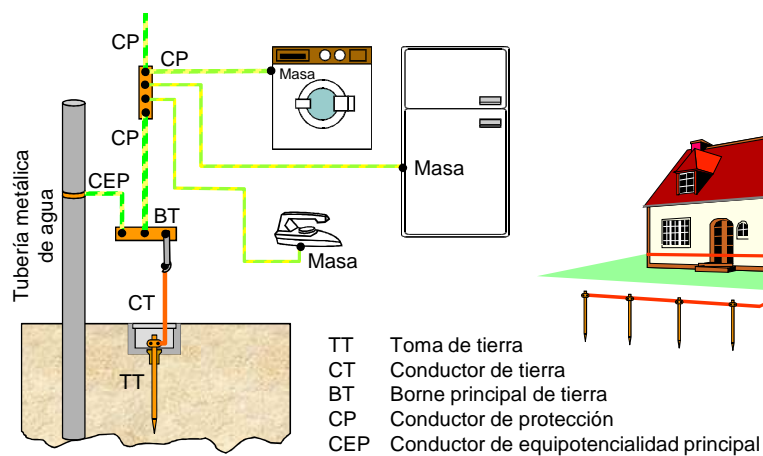 CP
CP
Masa
CP
Masa
CEP
BT
Masa
Tubería metálica
de agua
CT
TT
TT Toma de tierra
CT Conductor de tierra
BT Borne principal de tierra
CP Conductor de protección
CEP Conductor de equipotencialidad principal